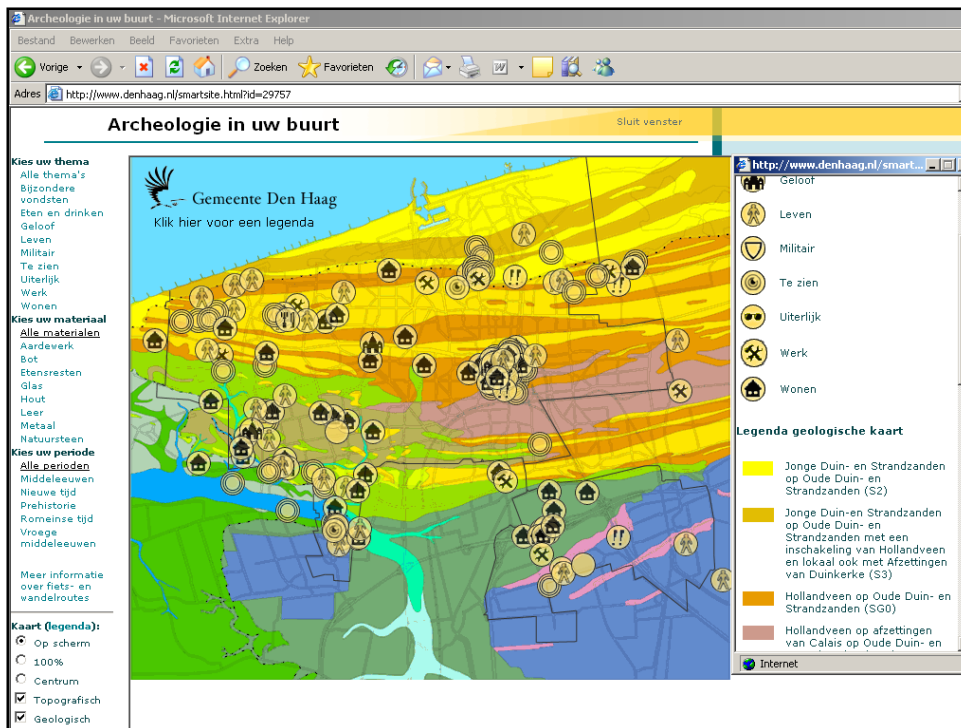 Archeologie in uw buurt - Microsoft Internet Explorer
Bestand Bewerken Beeld Favorieten Extra Help
Vorige Zoeken Favorieten
Adres http://www.denhaag.nl/smartsite.html?id=29757
Archeologie in uw buurt
Sluit venster
Kies uw thema
Alle thema's
Bijzondere
vondsten
Eten en drinken
Geloof
Leven
Militair
Te zien
Uiterlijk
Werk
Wonen
Kies uw materiaal
Alle materialen
Aardewerk
Bot
Etensresten
Glas
Hout
Leer
Metaal
Natuursteen
Kies uw periode
Alle perioden
Middeleeuwen
Nieuwe tijd
Prehistorie
Romeinse tijd
Vroege
middeleeuwen
Meer informatie
over fiets- en
wandelroutes
Kaart (legenda):
Op scherm
100%
Centrum
Topografisch
Geologisch
Gemeente Den Haag
Klik hier voor een legenda
http://www.denhaag.nl/smart...
Geloof
Leven
Militair
Te zien
Uiterlijk
Werk
Wonen
Legenda geologische kaart
Jonge Duin- en Strandzanden
op Oude Duin- en
Strandzanden (S2)
Jonge Duin-en Strandzanden
op Oude Duin- en
Strandzanden met een
inschakeling van Hollandveen
en lokaal ook met Afzettingen
van Duinkerke (S3)
Hollandveen op Oude Duin- en
Strandzanden (SG0)
Hollandveen op afzettingen
van Calais op Oude Duin- en
Internet